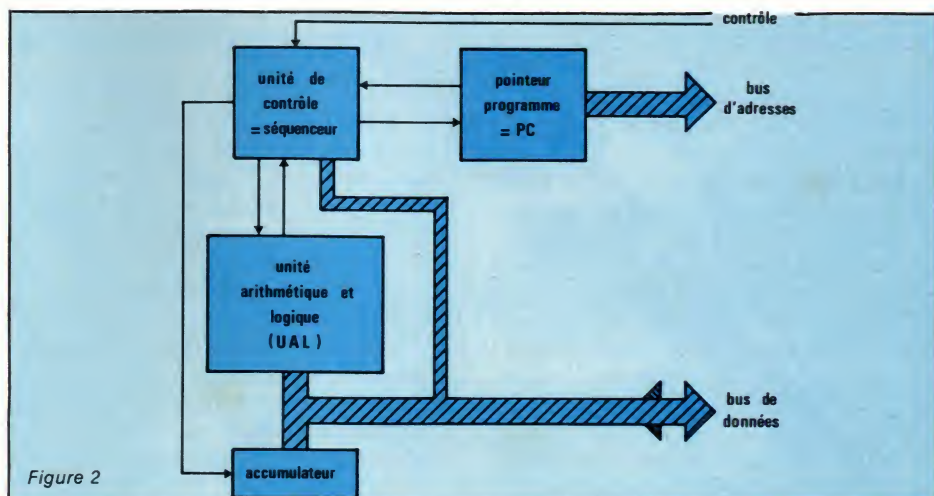 contrôle
unité de
contrôle
= séquenceur
pointeur
programme
= PC
bus
d'adresses
unité
arithmétique et
logique
(UAL)
bus de
données
accumulateur
Figure 2